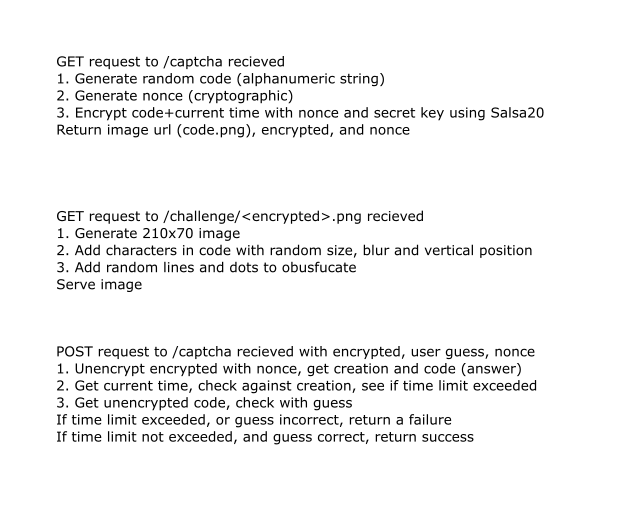 GET request to /captcha recieved
1. Generate random code (alphanumeric string)
2. Generate nonce (cryptographic)
3. Encrypt code+current time with nonce and secret key using Salsa20
Return image url (code.png), encrypted, and nonce
GET request to /challenge/<encrypted>.png recieved
1. Generate 210x70 image
2. Add characters in code with random size, blur and vertical position
3. Add random lines and dots to obusfucate
Serve image
POST request to /captcha recieved with encrypted, user guess, nonce
1. Unencrypt encrypted with nonce, get creation and code (answer)
2. Get current time, check against creation, see if time limit exceeded
3. Get unencrypted code, check with guess
If time limit exceeded, or guess incorrect, return a failure
If time limit not exceeded, and guess correct, return success